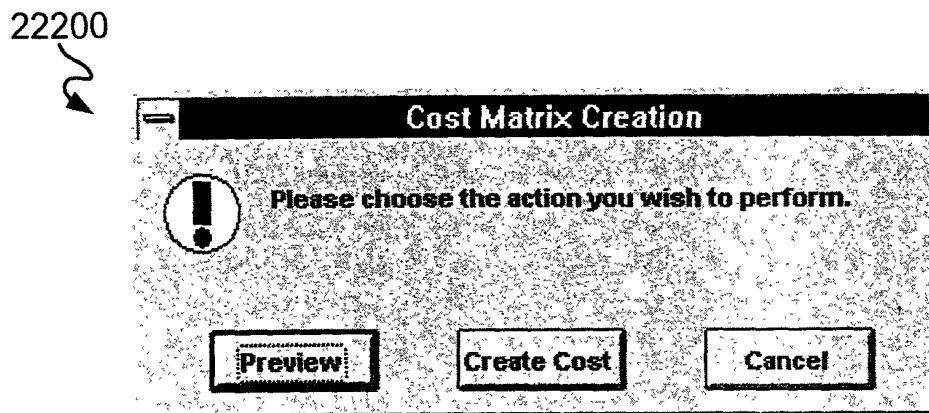 22200
Cost Matrix Creation
Please choose the action you wish to perform.
Preview Create Cost Cancel